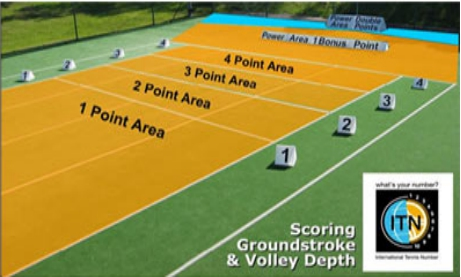 Power Double
Area Points
Power Area 1Bonus Point
4 Point Area
3 Point Area
2 Point Area
1 Point Area
1
2
3
4
1
2
3
4
Scoring
Groundstroke
& Volley Depth
what's your number?
ITN
International Tennis Number